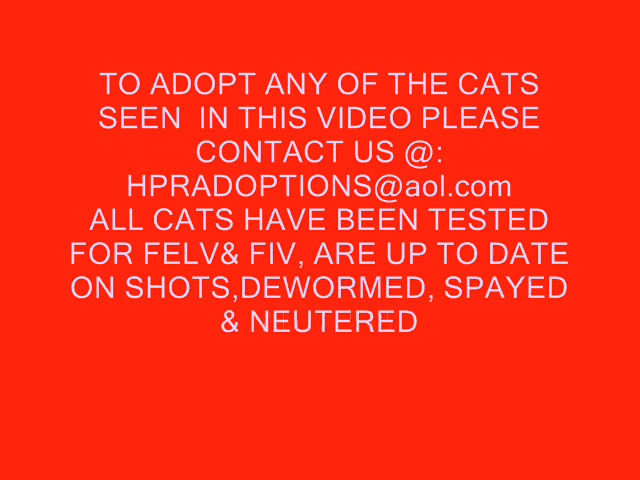 TO ADOPT ANY OF THE CATS
SEEN  IN THIS VIDEO PLEASE
CONTACT US @:
HPRADOPTIONS@aol.com
ALL CATS HAVE BEEN TESTED
FOR FELV& FIV, ARE UP TO DATE
ON SHOTS,DEWORMED, SPAYED
& NEUTERED